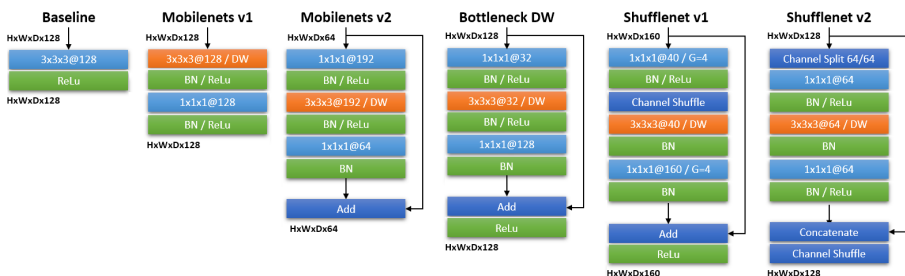 Baseline
HxWxDx128
3x3x3@128
ReLu
HxWxDx128
Mobilenets v1
HxWxDx128
3x3x3@128 / DW
BN / ReLu
1x1x1@128
BN / ReLu
HxWxDx128
Mobilenets v2
HxWxDx64
1x1x1@192
BN / ReLu
3x3x3@192 / DW
BN / ReLu
1x1x1@64
BN
Add
HxWxDx64
Bottleneck DW
HxWxDx128
1x1x1@32
BN / ReLu
3x3x3@32 / DW
BN / ReLu
1x1x1@128
BN
Add
ReLu
HxWxDx128
Shufflenet v1
HxWxDx160
1x1x1@40 / G=4
BN / ReLu
Channel Shuffle
3x3x3@40 / DW
BN
1x1x1@160 / G=4
BN
Add
ReLu
HxWxDx160
Shufflenet v2
HxWxDx128
Channel Split 64/64
1x1x1@64
BN / ReLu
3x3x3@64 / DW
BN
1x1x1@64
BN / ReLu
Concatenate
Channel Shuffle
HxWxDx128